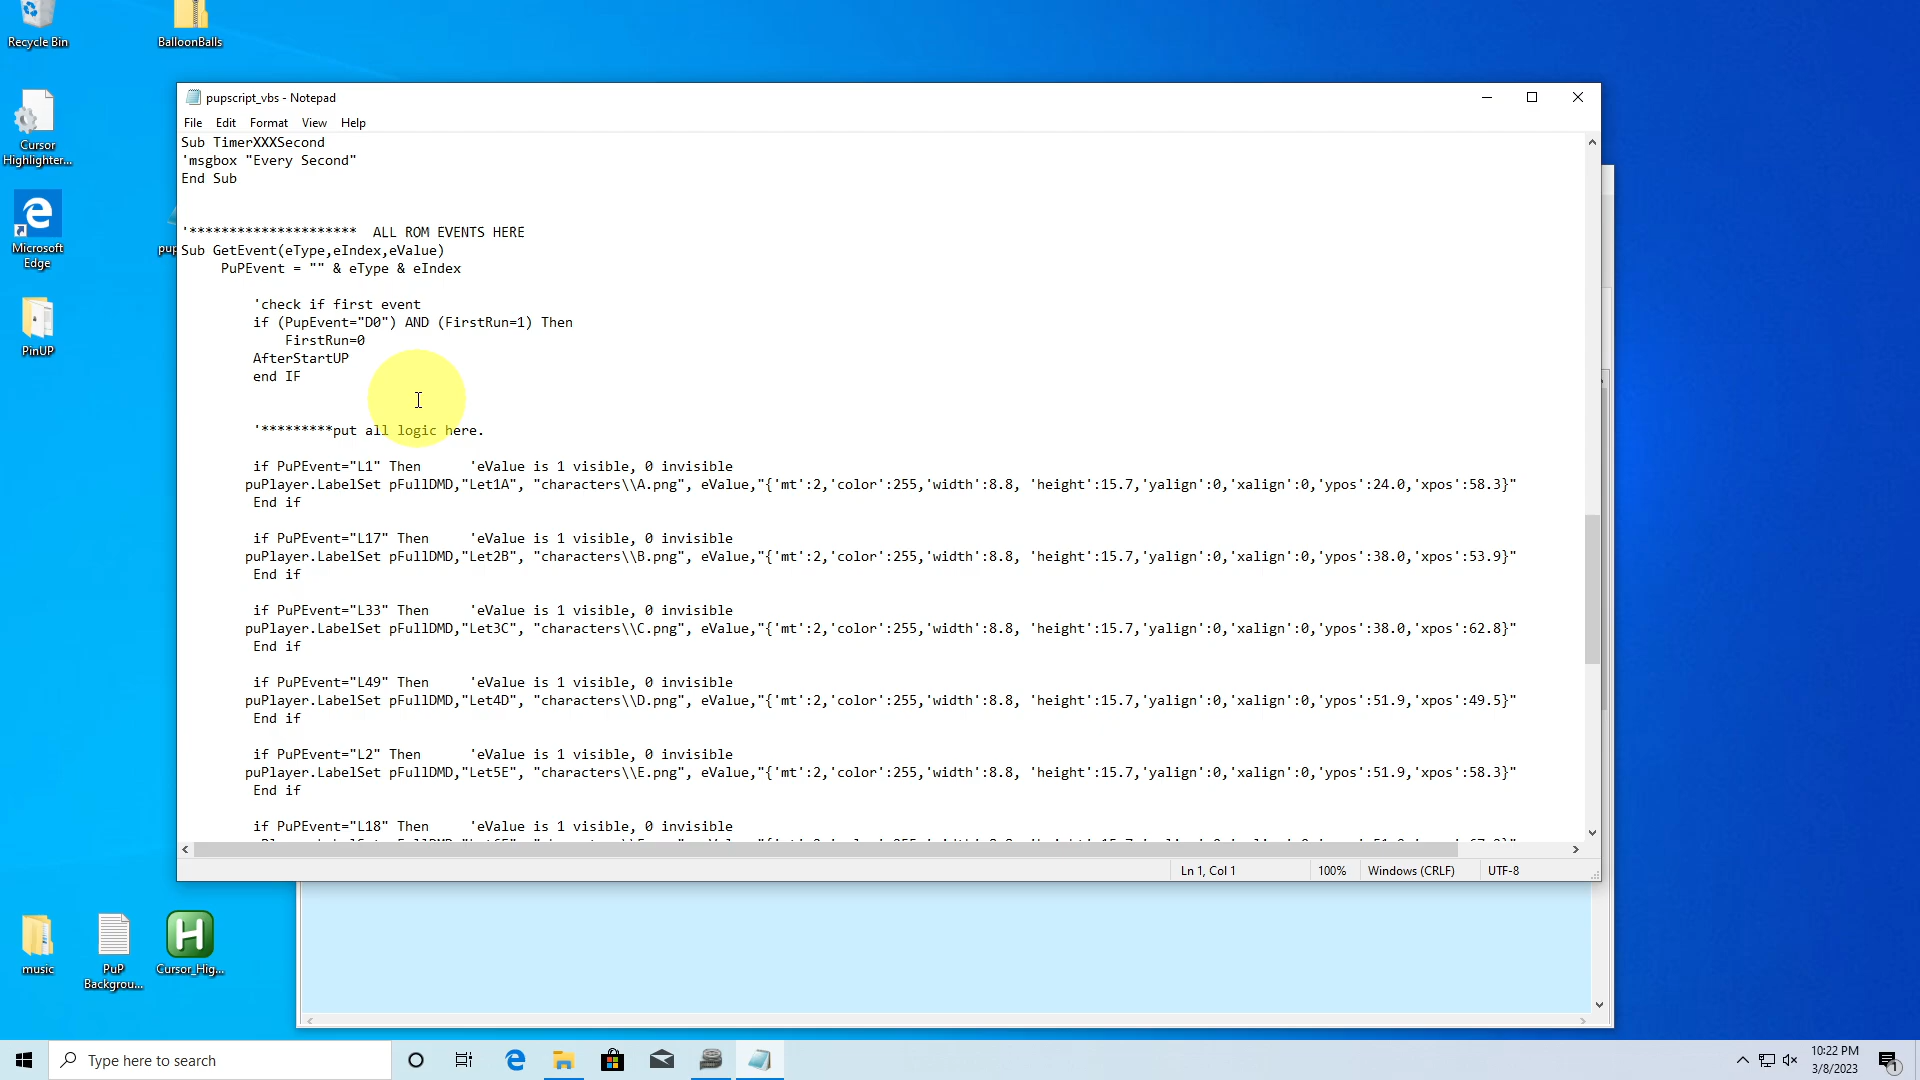 Recycle Bin
BalloonBalls
Cursor
Highlighter...
Microsoft
Edge
PinUP
music
PuP
Backgrou...
Cursor_Hig...
pupscript_vbs - Notepad
File Edit Format View Help
Sub TimerXXXSecond
'msgbox "Every Second"
End Sub
'********************* ALL ROM EVENTS HERE
Sub GetEvent(eType,eIndex,eValue)
PuPEvent = "" & eType & eIndex
'check if first event
if (PupEvent="D0") AND (FirstRun=1) Then
FirstRun=0
AfterStartUP
end IF
'*********put all logic here.
if PuPEvent="L1" Then 'eValue is 1 visible, 0 invisible
puPlayer.LabelSet pFullDMD,"Let1A", "characters\\A.png", eValue,"{'mt':2,'color':255,'width':8.8, 'height':15.7,'yalign':0,'xalign':0,'ypos':24.0,'xpos':58.3}"
End if
if PuPEvent="L17" Then 'eValue is 1 visible, 0 invisible
puPlayer.LabelSet pFullDMD,"Let2B", "characters\\B.png", eValue,"{'mt':2,'color':255,'width':8.8, 'height':15.7,'yalign':0,'xalign':0,'ypos':38.0,'xpos':53.9}"
End if
if PuPEvent="L33" Then 'eValue is 1 visible, 0 invisible
puPlayer.LabelSet pFullDMD,"Let3C", "characters\\C.png", eValue,"{'mt':2,'color':255,'width':8.8, 'height':15.7,'yalign':0,'xalign':0,'ypos':38.0,'xpos':62.8}"
End if
if PuPEvent="L49" Then 'eValue is 1 visible, 0 invisible
puPlayer.LabelSet pFullDMD,"Let4D", "characters\\D.png", eValue,"{'mt':2,'color':255,'width':8.8, 'height':15.7,'yalign':0,'xalign':0,'ypos':51.9,'xpos':49.5}"
End if
if PuPEvent="L2" Then 'eValue is 1 visible, 0 invisible
puPlayer.LabelSet pFullDMD,"Let5E", "characters\\E.png", eValue,"{'mt':2,'color':255,'width':8.8, 'height':15.7,'yalign':0,'xalign':0,'ypos':51.9,'xpos':58.3}"
End if
if PuPEvent="L18" Then 'eValue is 1 visible, 0 invisible
Ln 1, Col 1 100% Windows (CRLF) UTF-8
Type here to search
10:22 PM
3/8/2023
1